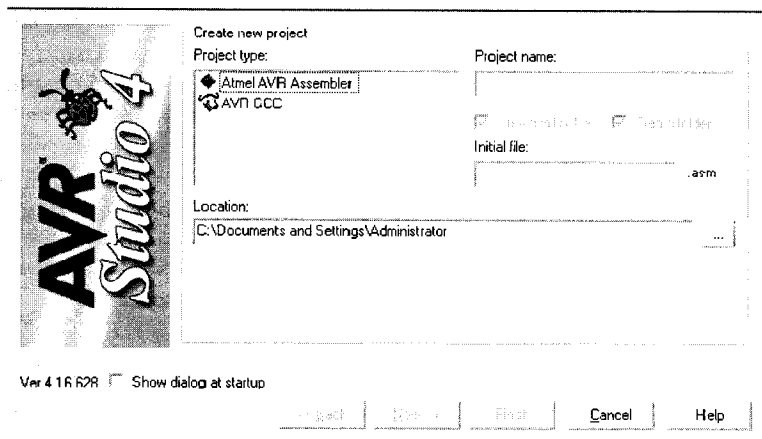 Create new project
Project type:
Project name:
Atmel AVR Assembler
AVR GCC
Initial file:
.asm
Location:
C:\Documents and Settings\Administrator
...
AVR
Studio 4
Ver 4.16.628
Show dialog at startup
Cancel
Help